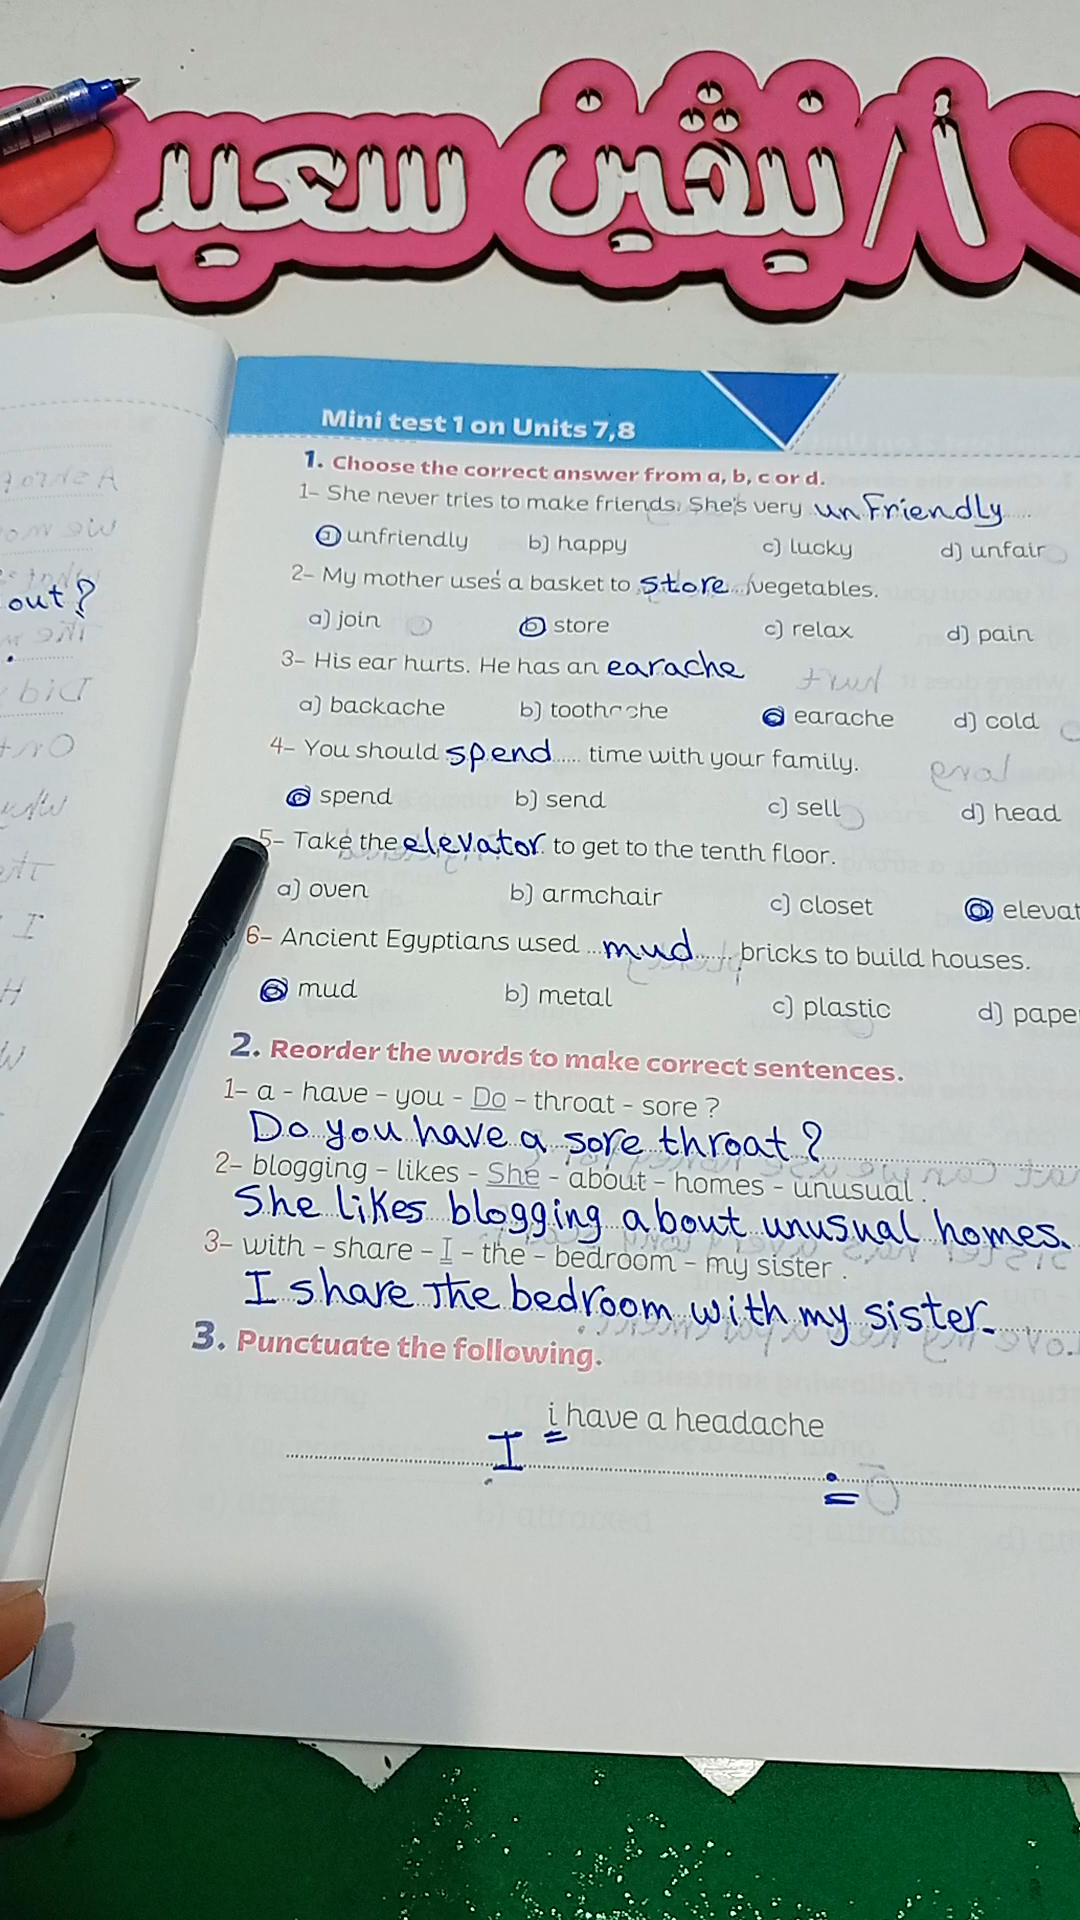 أ/ يقين سعيد
Mini test 1 on Units 7,8
1. Choose the correct answer from a, b, c or d.
1- She never tries to make friends. She's very unfriendly
a) unfriendly b) happy c) lucky d) unfair
2- My mother uses a basket to store vegetables.
a) join b) store c) relax d) pain
3- His ear hurts. He has an earache
a) backache b) toothache c) earache d) cold
4- You should spend time with your family.
a) spend b) send c) sell d) head
5- Take the elevator to get to the tenth floor.
a) oven b) armchair c) closet d) elevat
6- Ancient Egyptians used mud bricks to build houses.
a) mud b) metal c) plastic d) pape
2. Reorder the words to make correct sentences.
1- a - have - you - Do - throat - sore ?
Do you have a sore throat?
2- blogging - likes - She - about - homes - unusual .
She likes blogging about unusual homes.
3- with - share - I - the - bedroom - my sister .
I share the bedroom with my sister.
3. Punctuate the following.
i have a headache
I .
out?